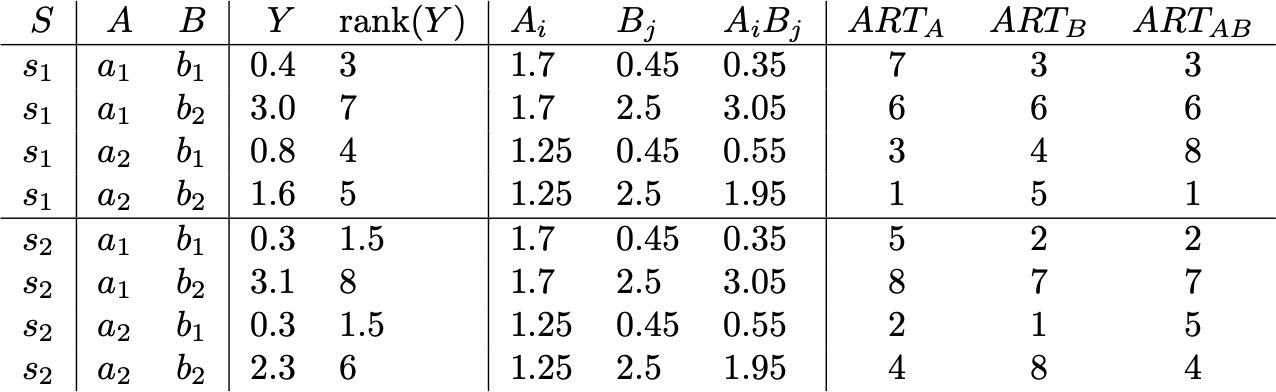 S A B Y rank(Y) A_i B_j A_iB_j ART_A ART_B ART_AB
s_1 a_1 b_1 0.4 3 1.7 0.45 0.35 7 3 3
s_1 a_1 b_2 3.0 7 1.7 2.5 3.05 6 6 6
s_1 a_2 b_1 0.8 4 1.25 0.45 0.55 3 4 8
s_1 a_2 b_2 1.6 5 1.25 2.5 1.95 1 5 1
s_2 a_1 b_1 0.3 1.5 1.7 0.45 0.35 5 2 2
s_2 a_1 b_2 3.1 8 1.7 2.5 3.05 8 7 7
s_2 a_2 b_1 0.3 1.5 1.25 0.45 0.55 2 1 5
s_2 a_2 b_2 2.3 6 1.25 2.5 1.95 4 8 4